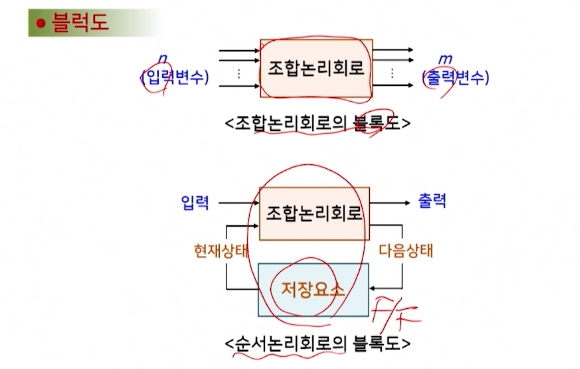 ● 블럭도
n
(입력변수)
조합논리회로
m
(출력변수)
<조합논리회로의 블록도>
입력
조합논리회로
출력
현재상태
다음상태
저장요소
F/F
<순서논리회로의 블록도>